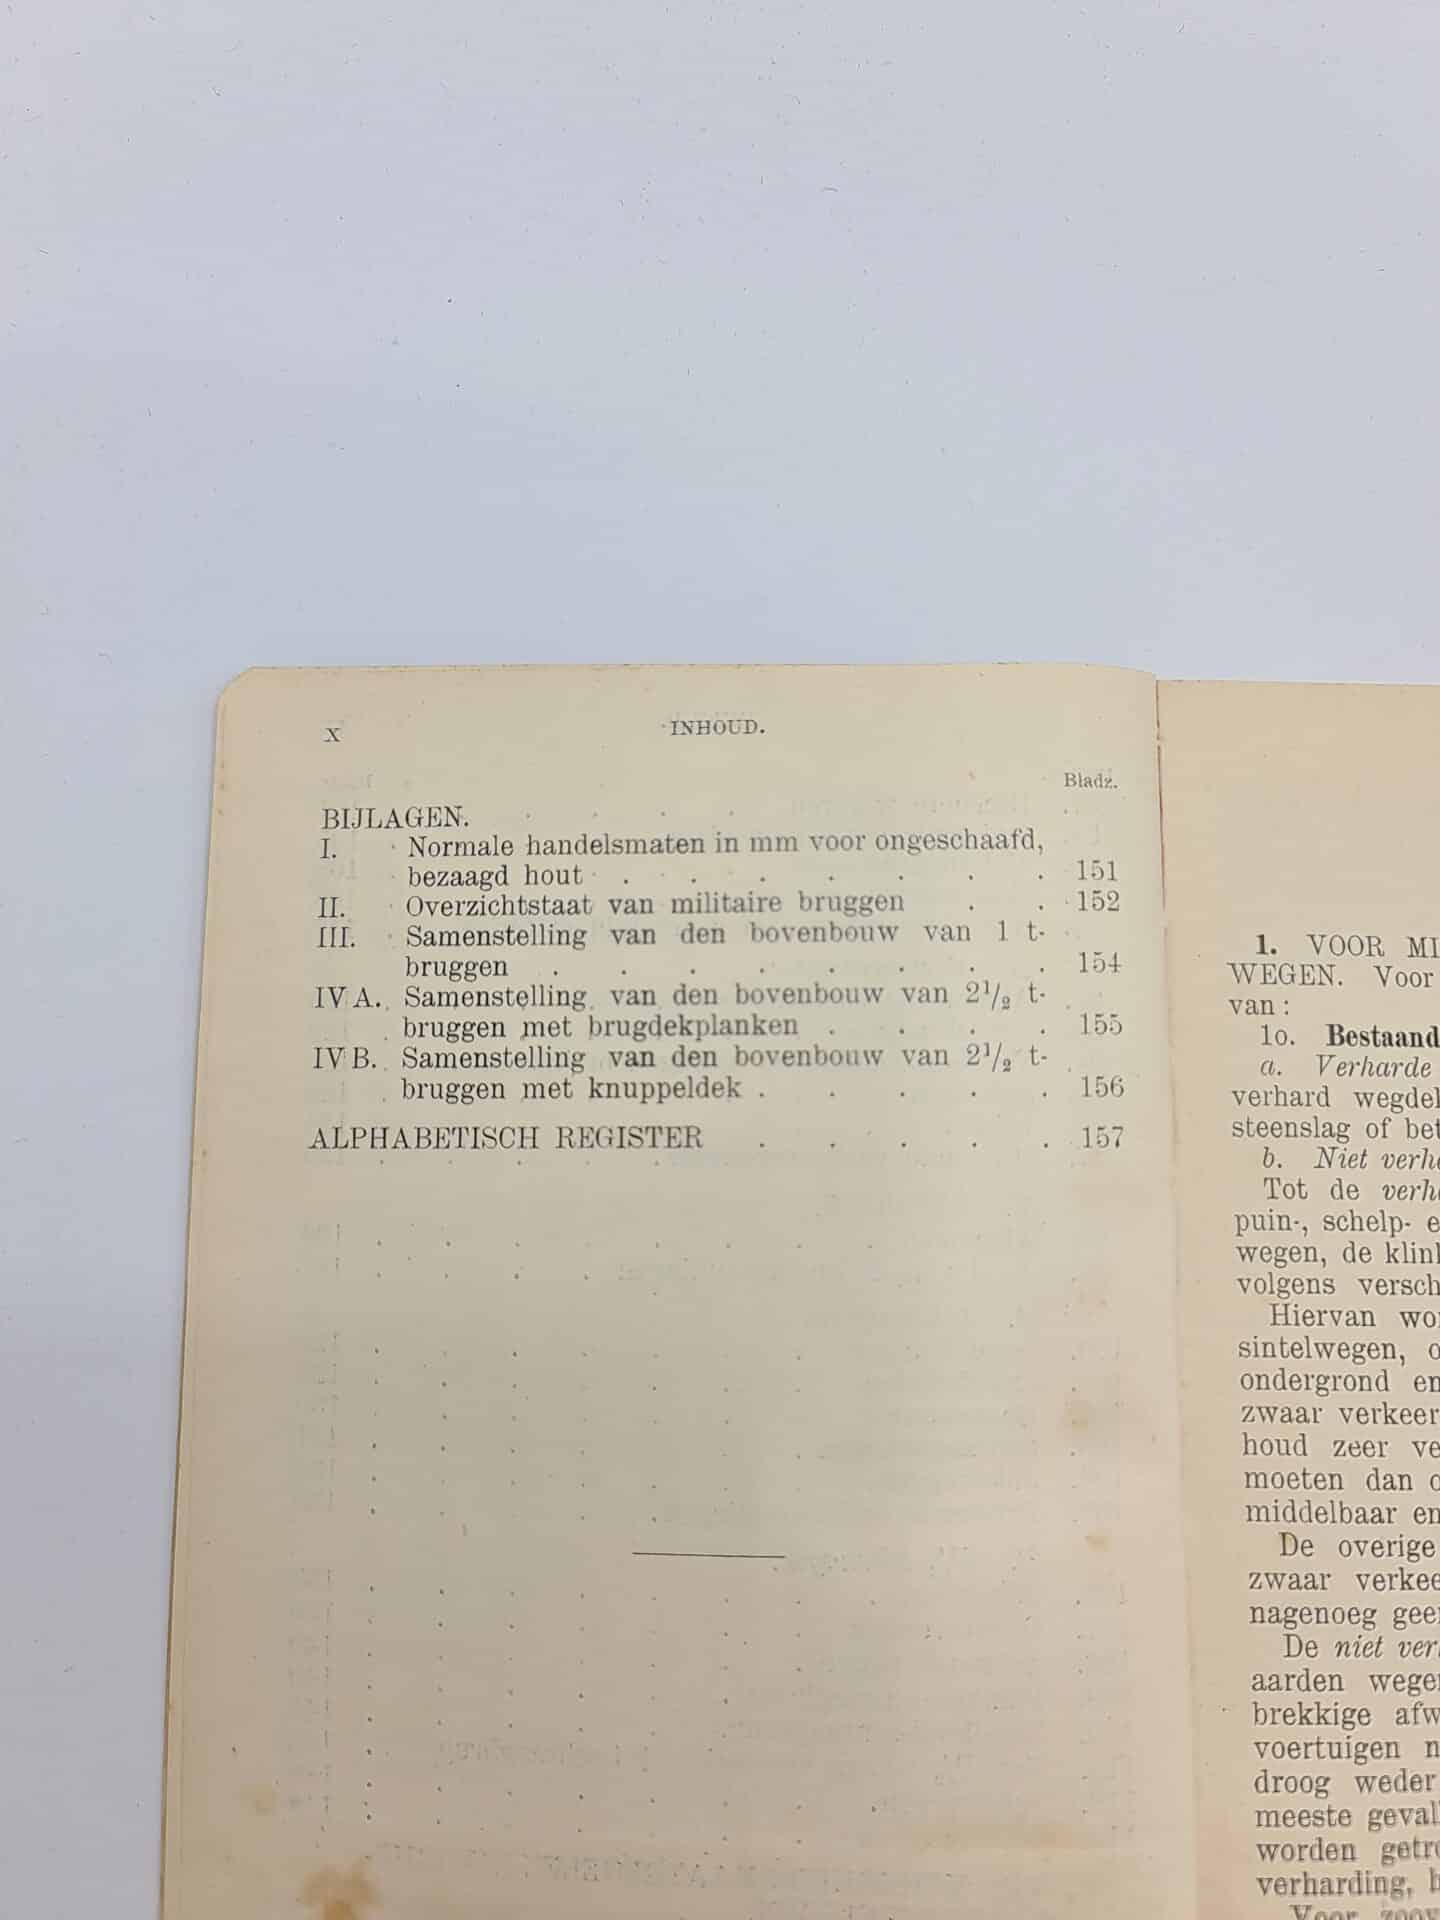 X INHOUD.
Bladz.
BIJLAGEN.
I. Normale handelsmaten in mm voor ongeschaafd,
bezaagd hout . . . . . . . 151
II. Overzichtstaat van militaire bruggen . . 152
III. Samenstelling van den bovenbouw van 1 t-
bruggen . . . . . . . . 154
IV A. Samenstelling van den bovenbouw van 2¹/₂ t-
bruggen met brugdekplanken . . . . 155
IV B. Samenstelling van den bovenbouw van 2¹/₂ t-
bruggen met knuppeldek . . . . . 156
ALPHABETISCH REGISTER . . . . . 157
1. VOOR MI
WEGEN. Voor
van :
1o. Bestaand
a. Verharde
verhard wegdel
steenslag of bet
b. Niet verh
Tot de verh
puin-, schelp- e
wegen, de klinl
volgens versch
Hiervan wo
sintelwegen, o
ondergrond en
zwaar verkeer
houd zeer ve
moeten dan o
middelbaar en
De overige
zwaar verkee
nagenoeg geen
De niet ver
aarden wege
brekkige afw
voertuigen n
droog weder
meeste geval
worden getro
verharding, b
Voor zoov